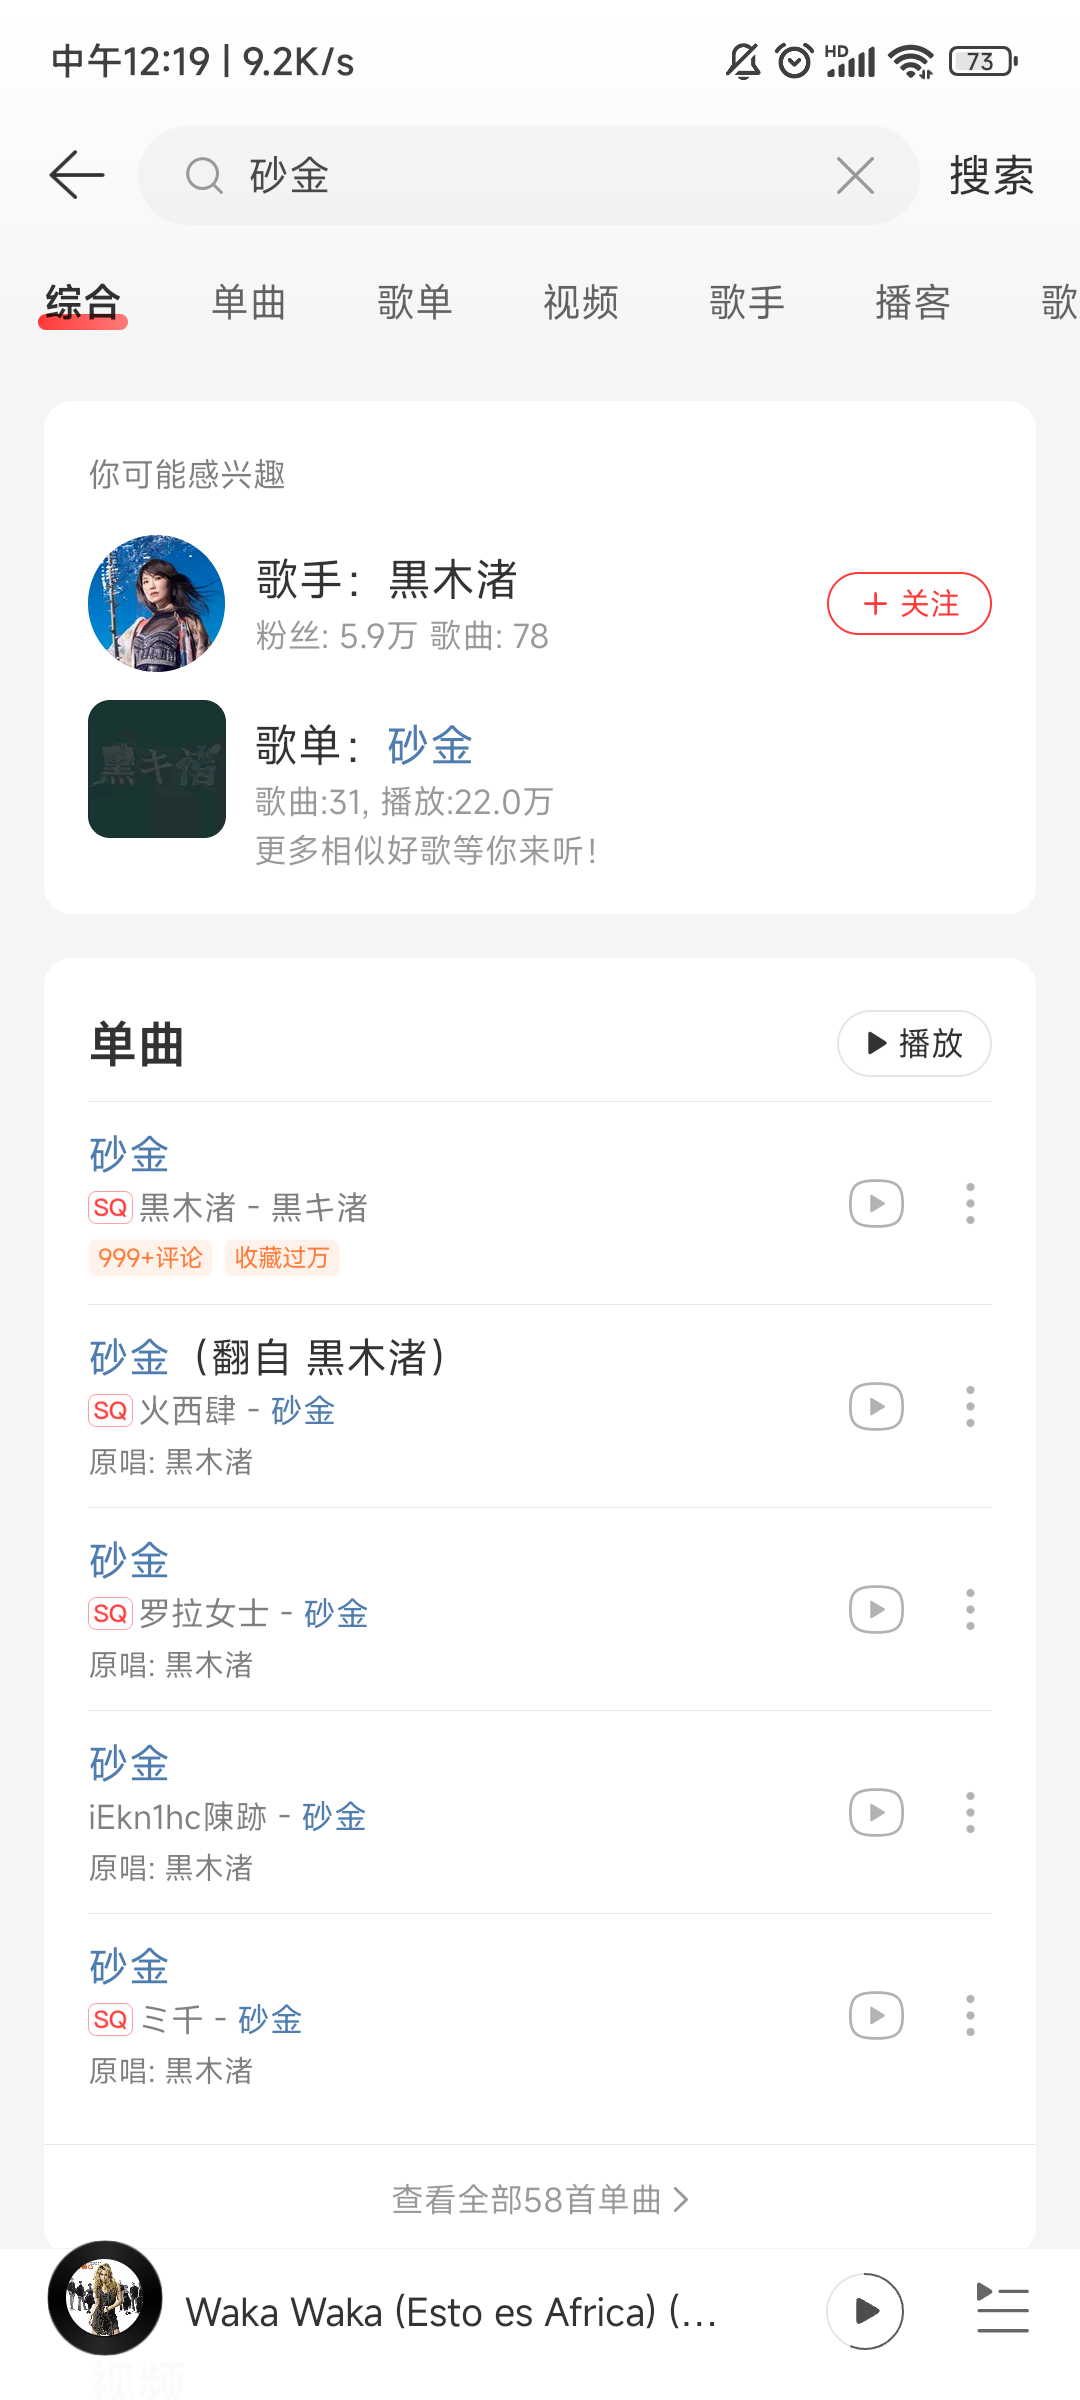 中午12:19 | 9.2K/s
HD
73
砂金
搜索
综合 单曲 歌单 视频 歌手 播客 歌
你可能感兴趣
歌手：黒木渚
粉丝: 5.9万 歌曲: 78
+ 关注
黒キ渚
歌单：砂金
歌曲:31, 播放:22.0万
更多相似好歌等你来听！
单曲
播放
砂金
SQ 黒木渚 - 黒キ渚
999+评论 收藏过万
砂金（翻自 黒木渚）
SQ 火西肆 - 砂金
原唱: 黒木渚
砂金
SQ 罗拉女士 - 砂金
原唱: 黒木渚
砂金
iEkn1hc陳跡 - 砂金
原唱: 黒木渚
砂金
SQ ミ千 - 砂金
原唱: 黒木渚
查看全部58首单曲
Waka Waka (Esto es Africa) (...
视频